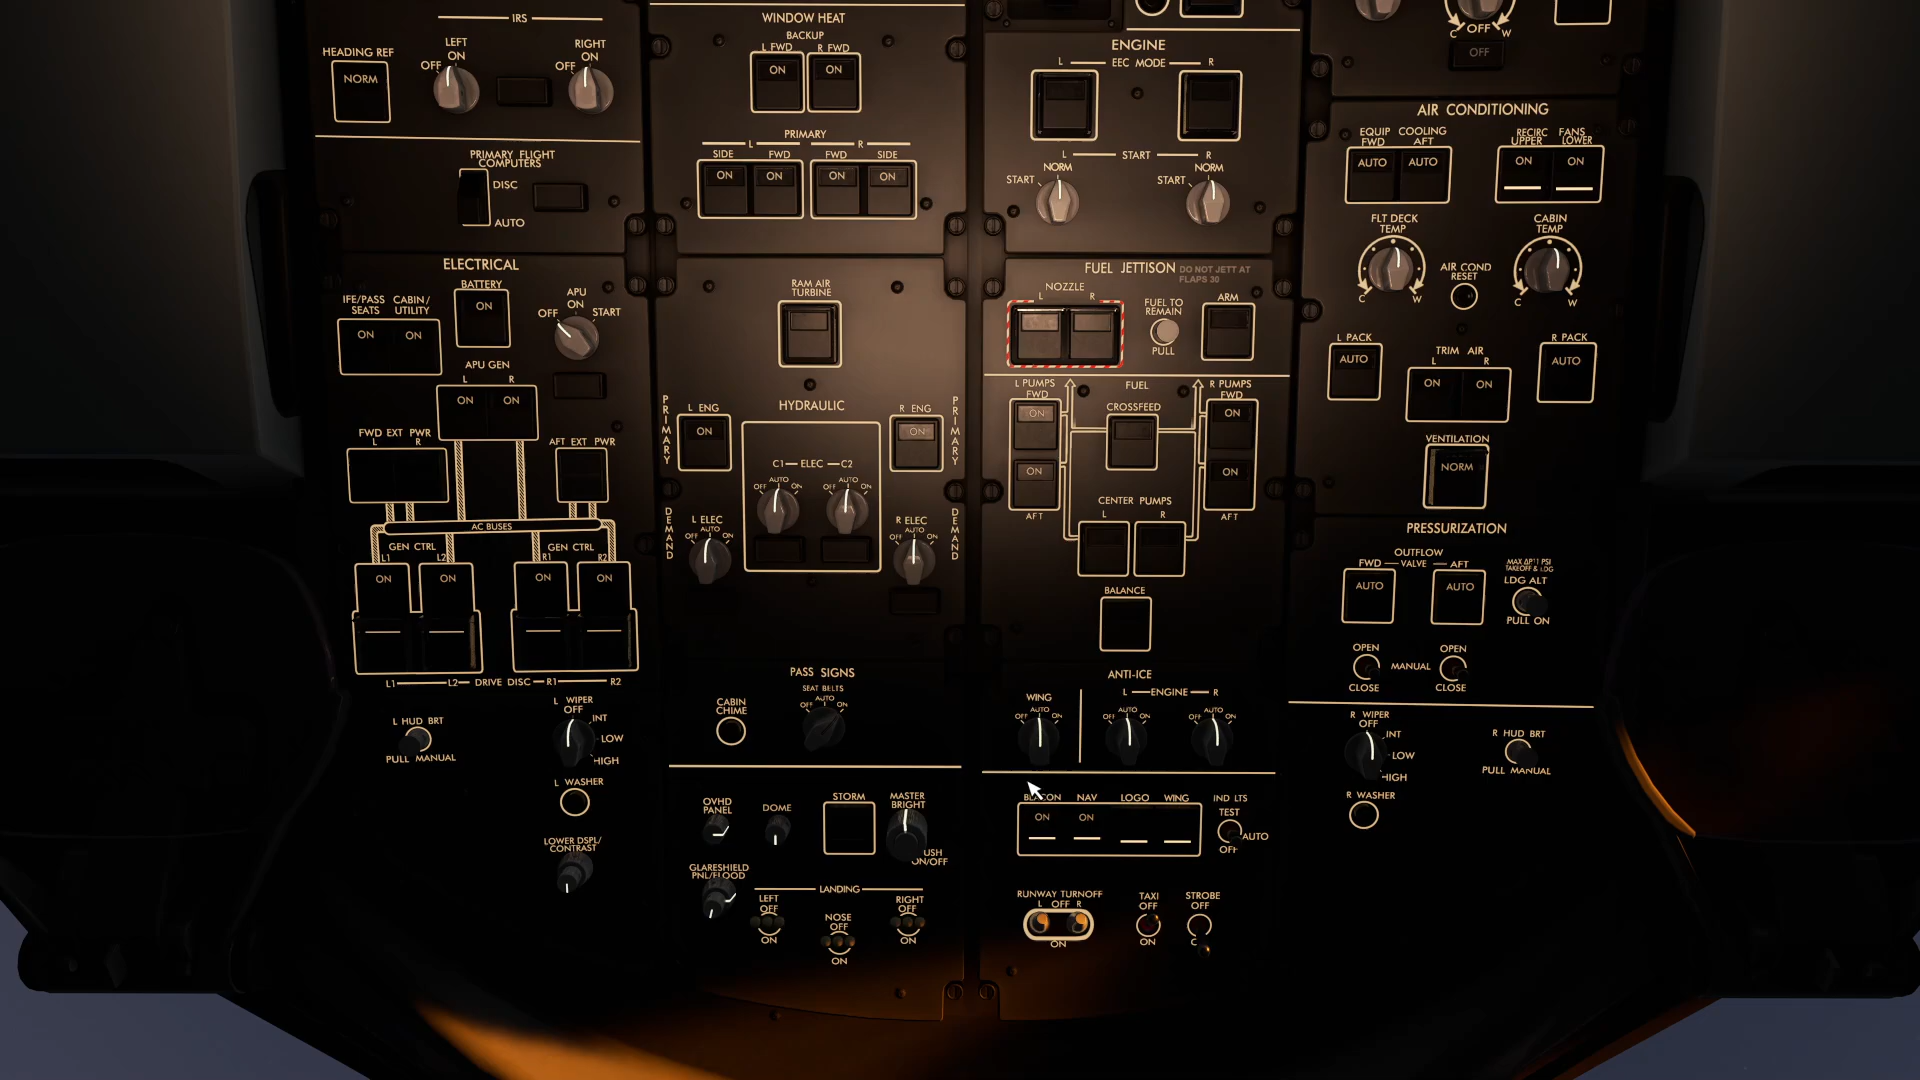 IRS
HEADING REF
NORM
LEFT
ON
OFF
RIGHT
ON
OFF
PRIMARY FLIGHT
COMPUTERS
DISC
AUTO
ELECTRICAL
IFE/PASS
SEATS
CABIN/
UTILITY
BATTERY
ON
ON ON
APU
ON
OFF START
APU GEN
L R
ON ON
FWD EXT PWR
L R
AFT EXT PWR
AC BUSES
GEN CTRL
L1 L2
GEN CTRL
R1 R2
ON ON
ON ON
L1 L2 DRIVE DISC R1 R2
L HUD BRT
PULL MANUAL
L WIPER
OFF
INT
LOW
HIGH
L WASHER
LOWER DSPL/
CONTRAST
WINDOW HEAT
BACKUP
L FWD R FWD
ON ON
PRIMARY
L R
SIDE FWD FWD SIDE
ON ON ON ON
RAM AIR
TURBINE
HYDRAULIC
PRIMARY
L ENG
ON
R ENG
ON
PRIMARY
C1 ELEC C2
OFF AUTO ON
OFF AUTO ON
DEMAND
L ELEC
OFF AUTO ON
R ELEC
OFF AUTO ON
DEMAND
PASS SIGNS
CABIN
CHIME
SEAT BELTS
OFF AUTO ON
OVHD
PANEL
DOME
STORM
MASTER
BRIGHT
USH
ON/OFF
GLARESHIELD
PNL/FLOOD
LANDING
LEFT
OFF
ON
NOSE
OFF
ON
RIGHT
OFF
ON
ENGINE
L EEC MODE R
L START R
START NORM
START NORM
FUEL JETTISON
DO NOT JETT AT
FLAPS 30
NOZZLE
L R
FUEL TO
REMAIN
PULL
ARM
L PUMPS
FWD
ON
ON
AFT
FUEL
CROSSFEED
R PUMPS
FWD
ON
ON
AFT
CENTER PUMPS
L R
BALANCE
ANTI-ICE
WING
OFF AUTO ON
L ENGINE R
OFF AUTO ON
OFF AUTO ON
NAV LOGO WING
ON ON
IND LTS
TEST
AUTO
OFF
RUNWAY TURNOFF
L OFF R
ON
TAXI
OFF
ON
STROBE
OFF
C OFF W
OFF
AIR CONDITIONING
EQUIP COOLING
FWD AFT
AUTO AUTO
RECIRC FANS
UPPER LOWER
ON ON
FLT DECK
TEMP
C W
AIR COND
RESET
CABIN
TEMP
C W
L PACK
AUTO
TRIM AIR
L R
ON ON
R PACK
AUTO
VENTILATION
NORM
PRESSURIZATION
OUTFLOW
FWD VALVE AFT
AUTO AUTO
MAX ΔP.11 PSI
TAKEOFF & LDG
LDG ALT
PULL ON
OPEN
CLOSE
MANUAL
OPEN
CLOSE
R WIPER
OFF
INT
LOW
HIGH
R WASHER
R HUD BRT
PULL MANUAL